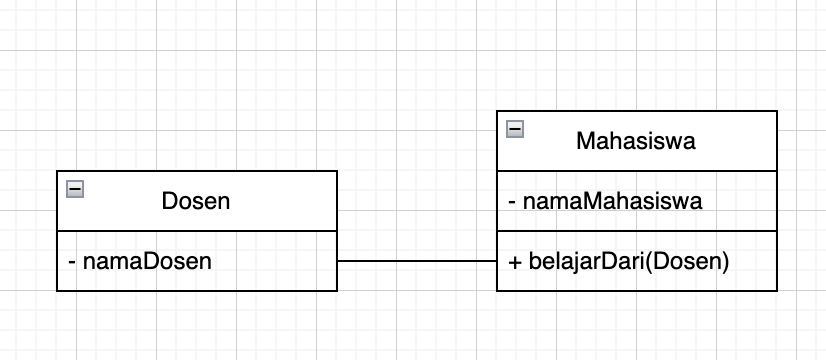 Dosen
- namaDosen
Mahasiswa
- namaMahasiswa
+ belajarDari(Dosen)